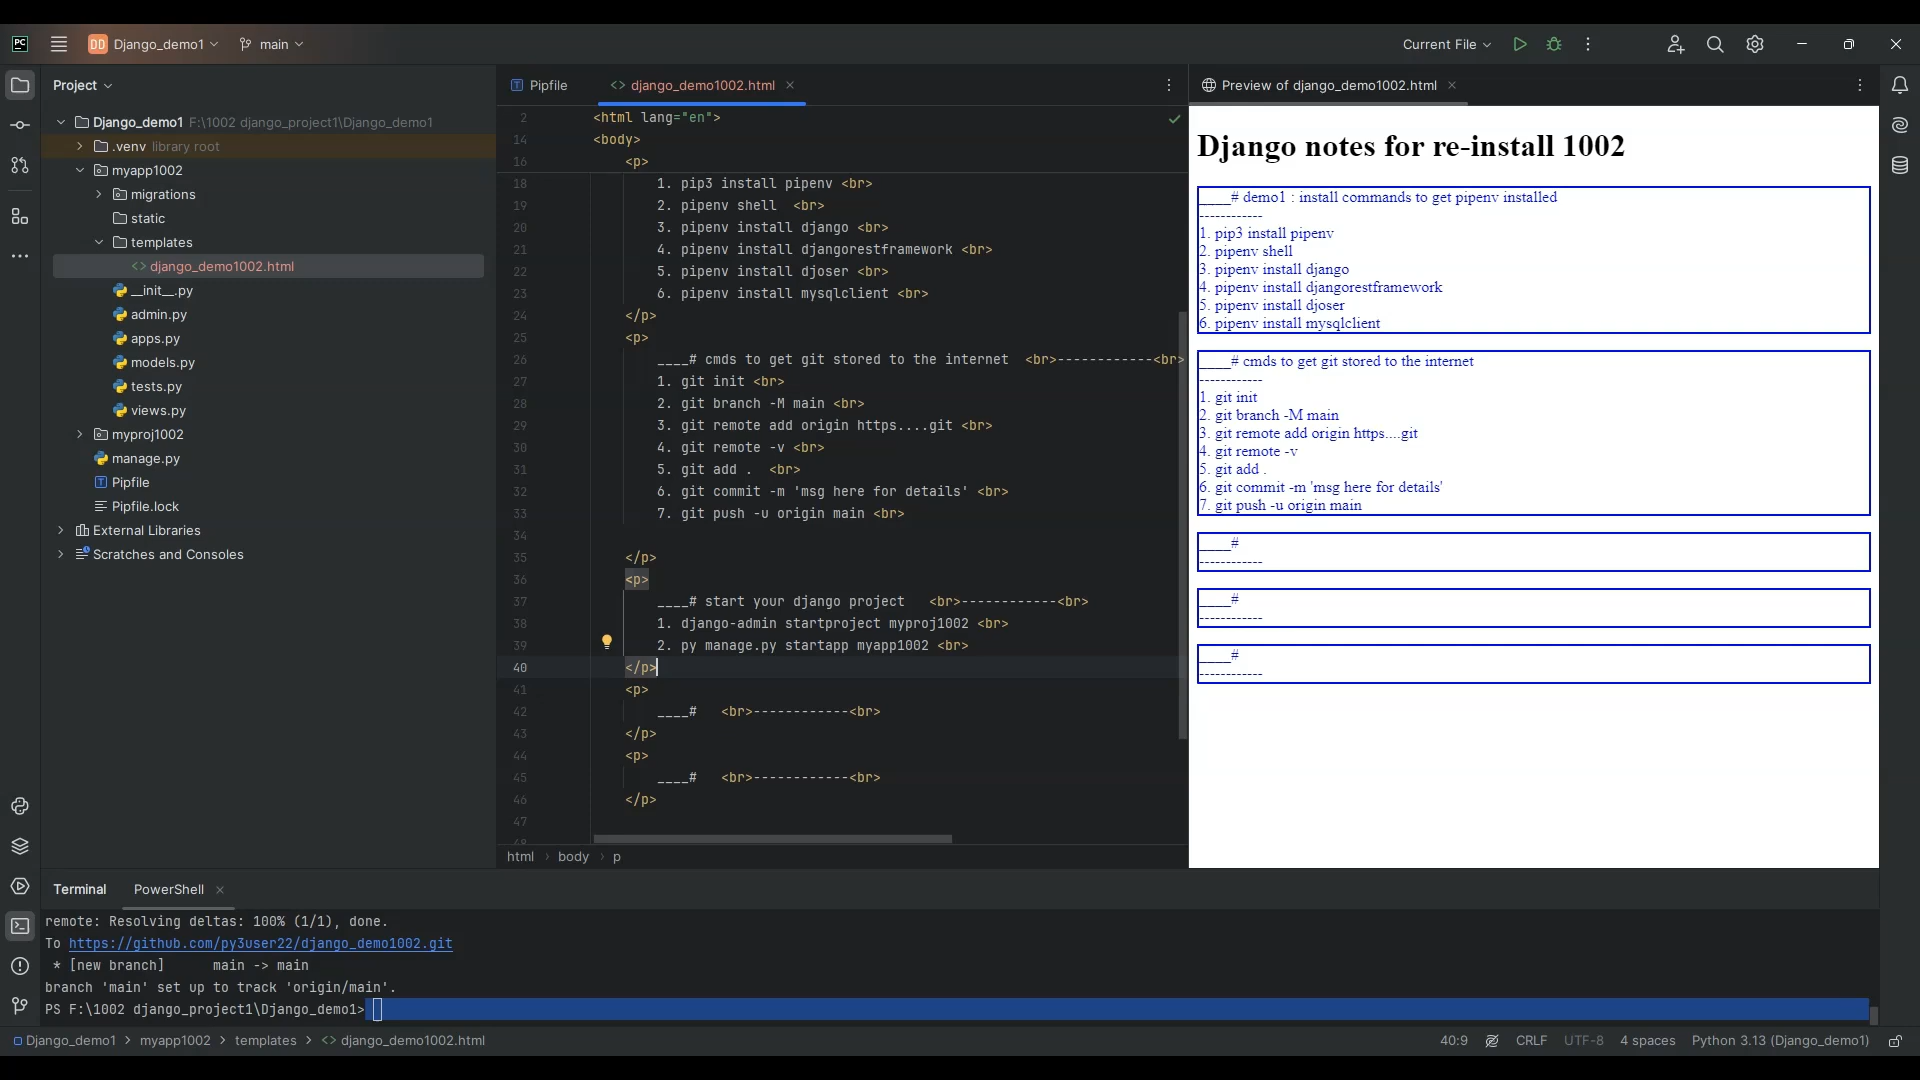 PC
DD Django_demo1
main
Current File
Project
Django_demo1 F:\1002 django_project1\Django_demo1
.venv library root
myapp1002
migrations
static
templates
<> django_demo1002.html
__init__.py
admin.py
apps.py
models.py
tests.py
views.py
myproj1002
manage.py
Pipfile
Pipfile.lock
External Libraries
Scratches and Consoles
Pipfile
<> django_demo1002.html
2 <html lang="en">
14 <body>
16 <p>
18 1. pip3 install pipenv <br>
19 2. pipenv shell <br>
20 3. pipenv install django <br>
21 4. pipenv install djangorestframework <br>
22 5. pipenv install djoser <br>
23 6. pipenv install mysqlclient <br>
24 </p>
25 <p>
26 ____# cmds to get git stored to the internet <br>------------<br>
27 1. git init <br>
28 2. git branch -M main <br>
29 3. git remote add origin https....git <br>
30 4. git remote -v <br>
31 5. git add . <br>
32 6. git commit -m 'msg here for details' <br>
33 7. git push -u origin main <br>
34
35 </p>
36 <p>
37 ____# start your django project <br>------------<br>
38 1. django-admin startproject myproj1002 <br>
39 2. py manage.py startapp myapp1002 <br>
40 </p>
41 <p>
42 ____# <br>------------<br>
43 </p>
44 <p>
45 ____# <br>------------<br>
46 </p>
47
48
html > body > p
Preview of django_demo1002.html
Django notes for re-install 1002
____# demo1 : install commands to get pipenv installed
------------
1. pip3 install pipenv
2. pipenv shell
3. pipenv install django
4. pipenv install djangorestframework
5. pipenv install djoser
6. pipenv install mysqlclient
____# cmds to get git stored to the internet
------------
1. git init
2. git branch -M main
3. git remote add origin https....git
4. git remote -v
5. git add .
6. git commit -m 'msg here for details'
7. git push -u origin main
____#
------------
____#
------------
____#
------------
Terminal
PowerShell
remote: Resolving deltas: 100% (1/1), done.
To https://github.com/py3user22/django_demo1002.git
* [new branch] main -> main
branch 'main' set up to track 'origin/main'.
PS F:\1002 django_project1\Django_demo1>
Django_demo1 > myapp1002 > templates > <> django_demo1002.html
40:9
CRLF
UTF-8
4 spaces
Python 3.13 (Django_demo1)